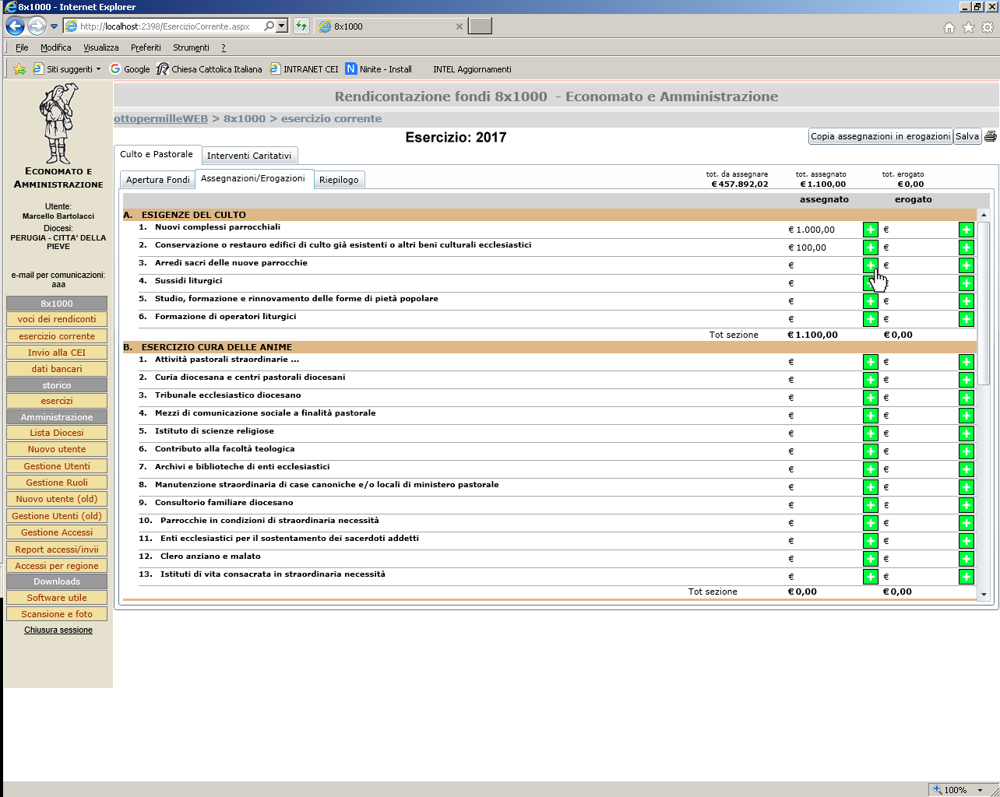 8x1000 - Internet Explorer
http://localhost:2398/EsercizioCorrente.aspx
8x1000
File Modifica Visualizza Preferiti Strumenti ?
Siti suggeriti Google Chiesa Cattolica Italiana INTRANET CEI Ninite - Install INTEL Aggiornamenti
Economato e
Amministrazione
Utente:
Marcello Bartolacci
Diocesi:
PERUGIA - CITTA' DELLA
PIEVE
e-mail per comunicazioni:
aaa
8x1000
voci dei rendiconti
esercizio corrente
Invio alla CEI
dati bancari
storico
esercizi
Amministrazione
Lista Diocesi
Nuovo utente
Gestione Utenti
Gestione Ruoli
Nuovo utente (old)
Gestione Utenti (old)
Gestione Accessi
Report accessi/invii
Accessi per regione
Downloads
Software utile
Scansione e foto
Chiusura sessione
Rendicontazione fondi 8x1000 - Economato e Amministrazione
ottopermilleWEB > 8x1000 > esercizio corrente
Esercizio: 2017
Copia assegnazioni in erogazioni Salva
Culto e Pastorale Interventi Caritativi
Apertura Fondi Assegnazioni/Erogazioni Riepilogo
tot. da assegnare tot. assegnato tot. erogato
€ 457.892,02 € 1.100,00 € 0,00
assegnato erogato
A. ESIGENZE DEL CULTO
1. Nuovi complessi parrocchiali € 1.000,00 + € +
2. Conservazione o restauro edifici di culto già esistenti o altri beni culturali ecclesiastici € 100,00 + € +
3. Arredi sacri delle nuove parrocchie € + € +
4. Sussidi liturgici € + € +
5. Studio, formazione e rinnovamento delle forme di pietà popolare € + € +
6. Formazione di operatori liturgici € + € +
Tot sezione € 1.100,00 € 0,00
B. ESERCIZIO CURA DELLE ANIME
1. Attività pastorali straordinarie ... € + € +
2. Curia diocesana e centri pastorali diocesani € + € +
3. Tribunale ecclesiastico diocesano € + € +
4. Mezzi di comunicazione sociale a finalità pastorale € + € +
5. Istituto di scienze religiose € + € +
6. Contributo alla facoltà teologica € + € +
7. Archivi e biblioteche di enti ecclesiastici € + € +
8. Manutenzione straordinaria di case canoniche e/o locali di ministero pastorale € + € +
9. Consultorio familiare diocesano € + € +
10. Parrocchie in condizioni di straordinaria necessità € + € +
11. Enti ecclesiastici per il sostentamento dei sacerdoti addetti € + € +
12. Clero anziano e malato € + € +
13. Istituti di vita consacrata in straordinaria necessità € + € +
Tot sezione € 0,00 € 0,00
100%